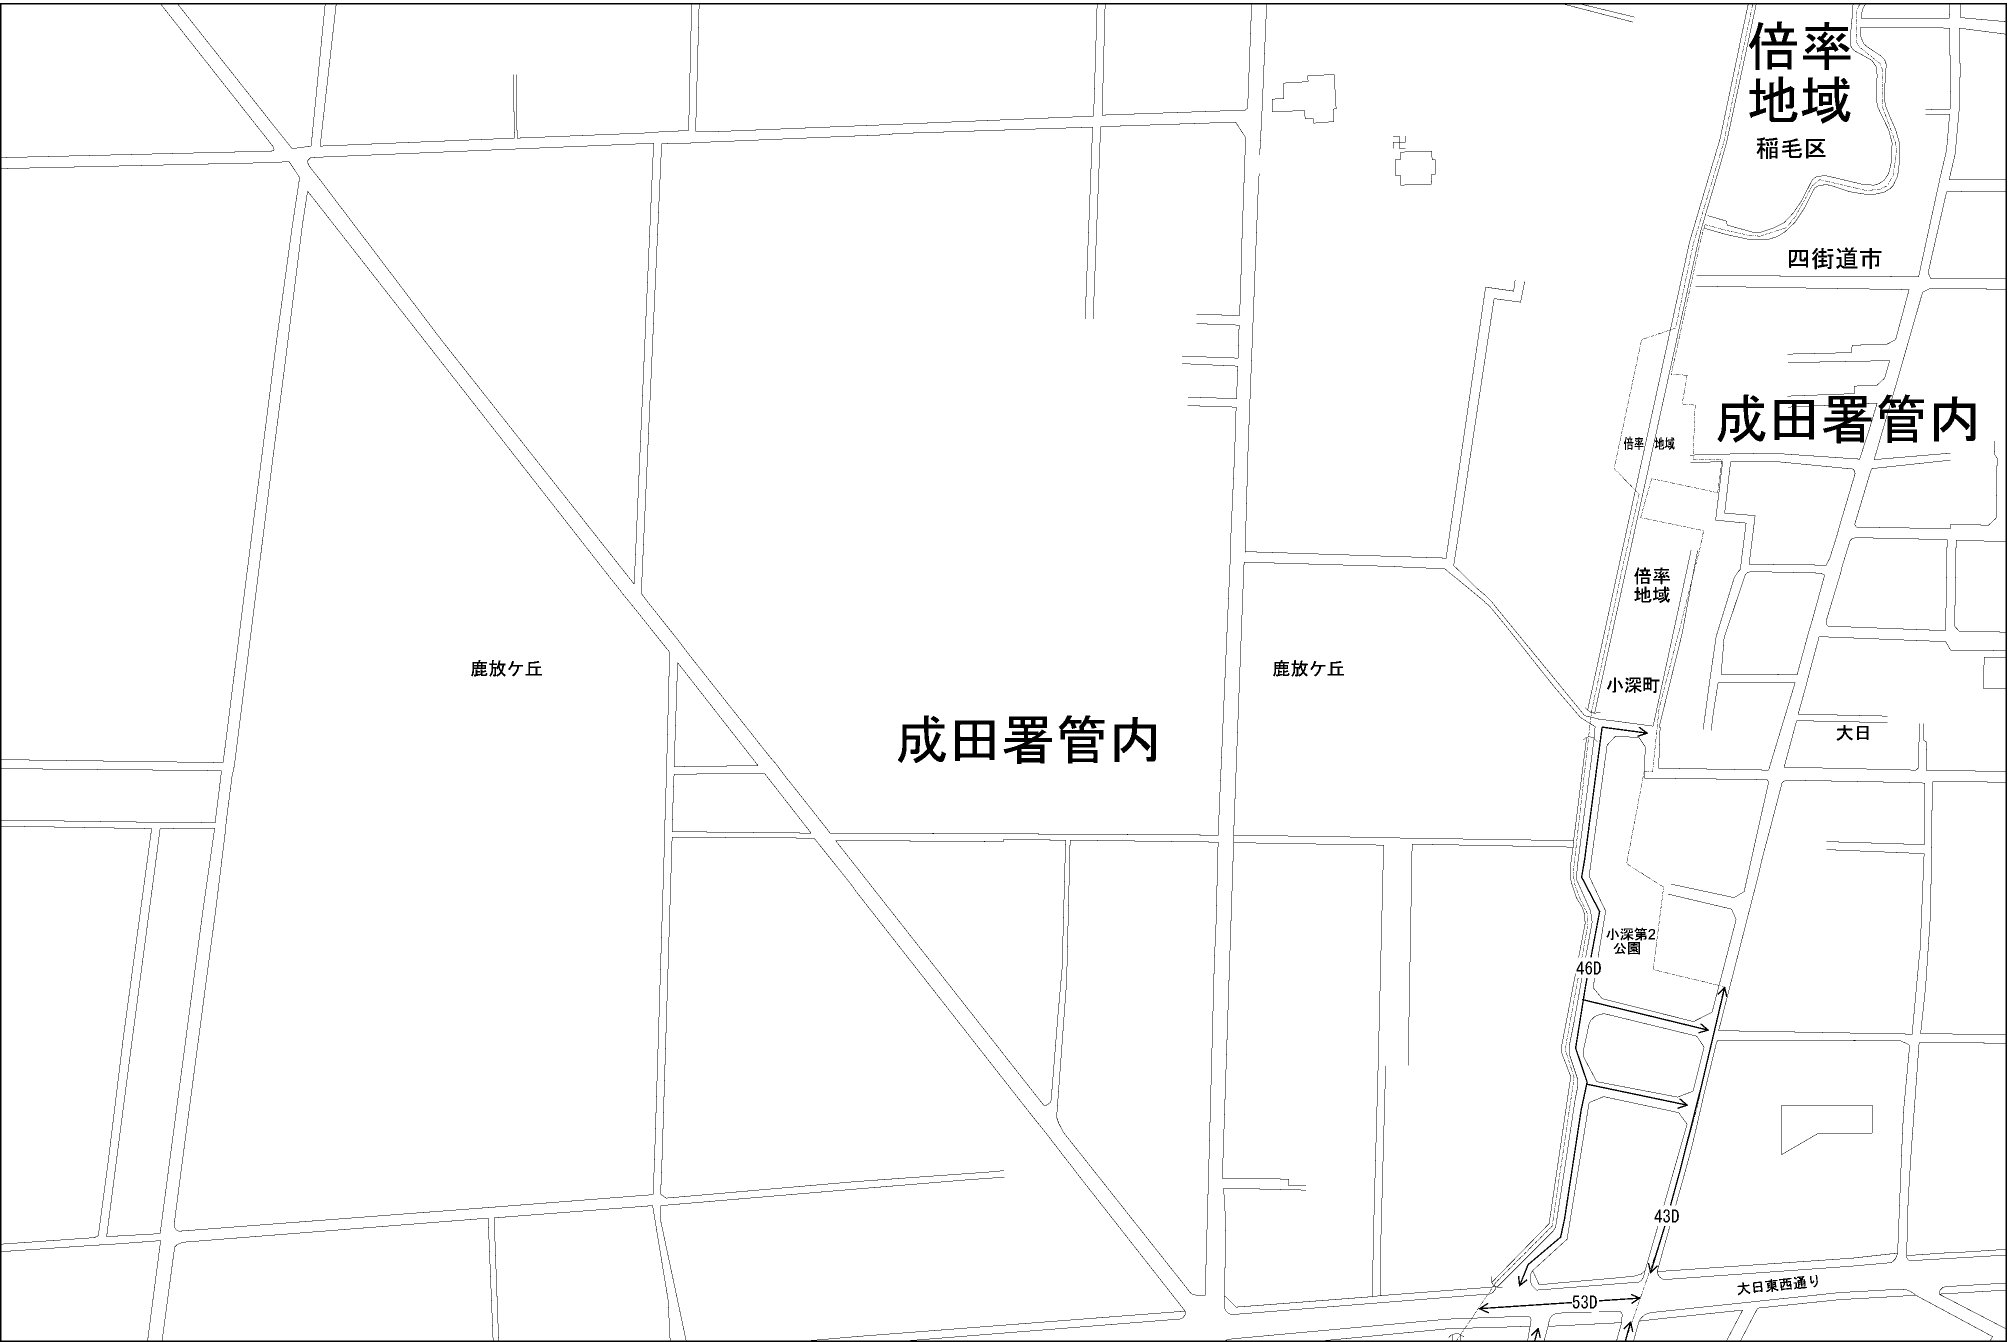 倍率
地域
稲毛区
四街道市
成田署管内
倍率 地域
倍率
地域
鹿放ケ丘
鹿放ケ丘
小深町
成田署管内
大日
小深第2
公園
46D
43D
大日東西通り
53D